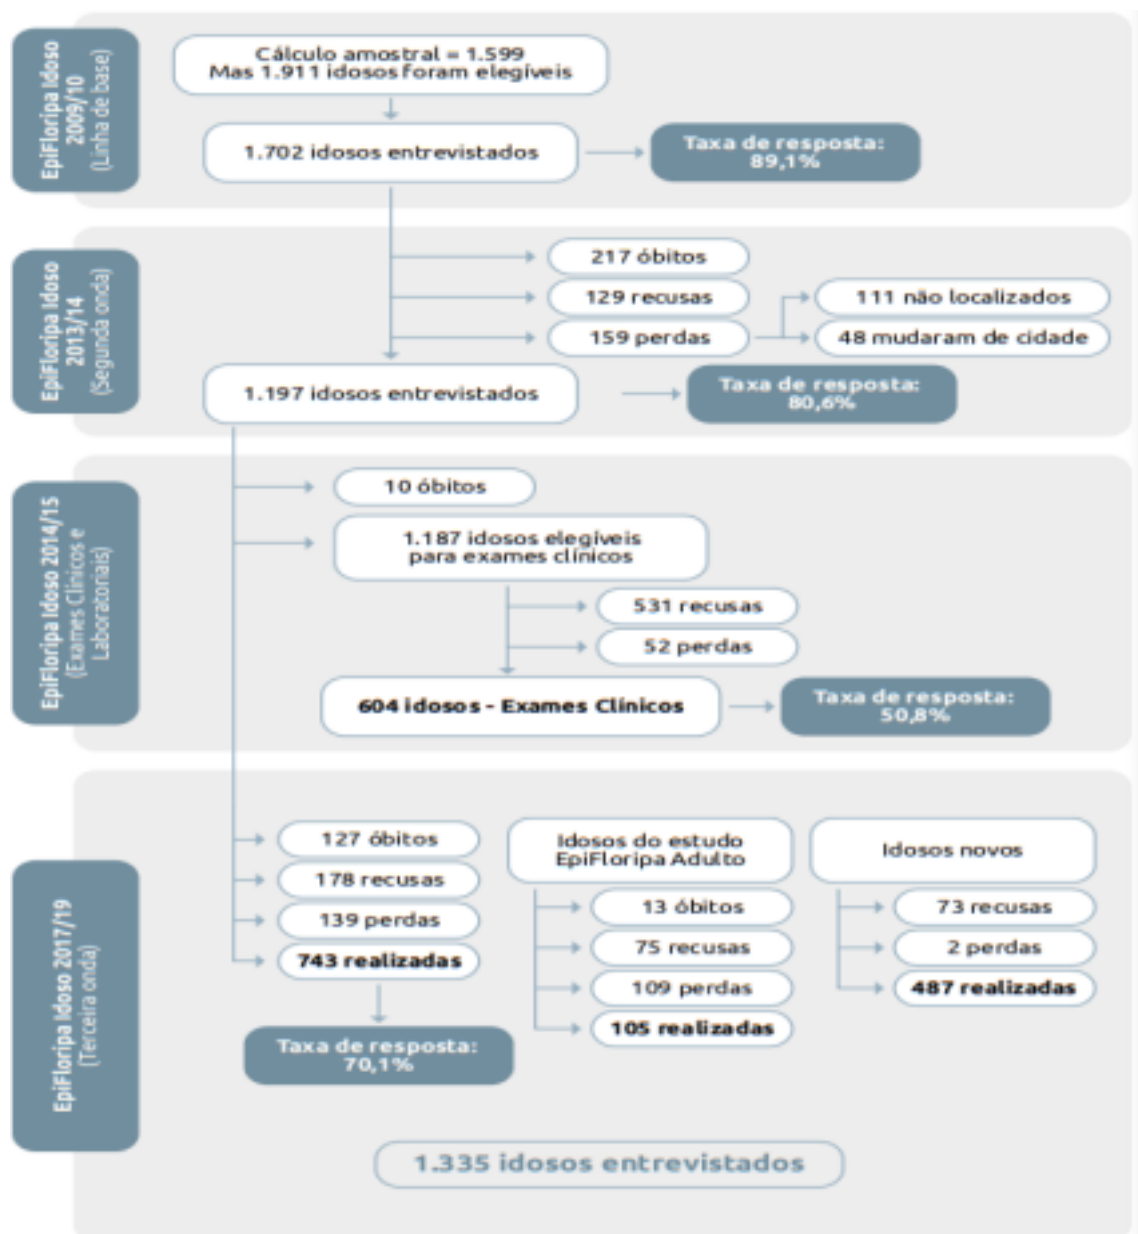 EpiFloripa Idoso
2009/10
(Linha de base)
Cálculo amostral = 1.599
Mas 1.911 idosos foram elegíveis
1.702 idosos entrevistados
Taxa de resposta:
89,1%
EpiFloripa Idoso
2013/14
(Segunda onda)
217 óbitos
129 recusas
159 perdas
111 não localizados
48 mudaram de cidade
1.197 idosos entrevistados
Taxa de resposta:
80,6%
EpiFloripa Idoso 2014/15
(Exames Clínicos e
Laboratoriais)
10 óbitos
1.187 idosos elegíveis
para exames clínicos
531 recusas
52 perdas
604 idosos - Exames Clínicos
Taxa de resposta:
50,8%
EpiFloripa Idoso 2017/19
(Terceira onda)
127 óbitos
178 recusas
139 perdas
743 realizadas
Taxa de resposta:
70,1%
Idosos do estudo
EpiFloripa Adulto
13 óbitos
75 recusas
109 perdas
105 realizadas
Idosos novos
73 recusas
2 perdas
487 realizadas
1.335 idosos entrevistados